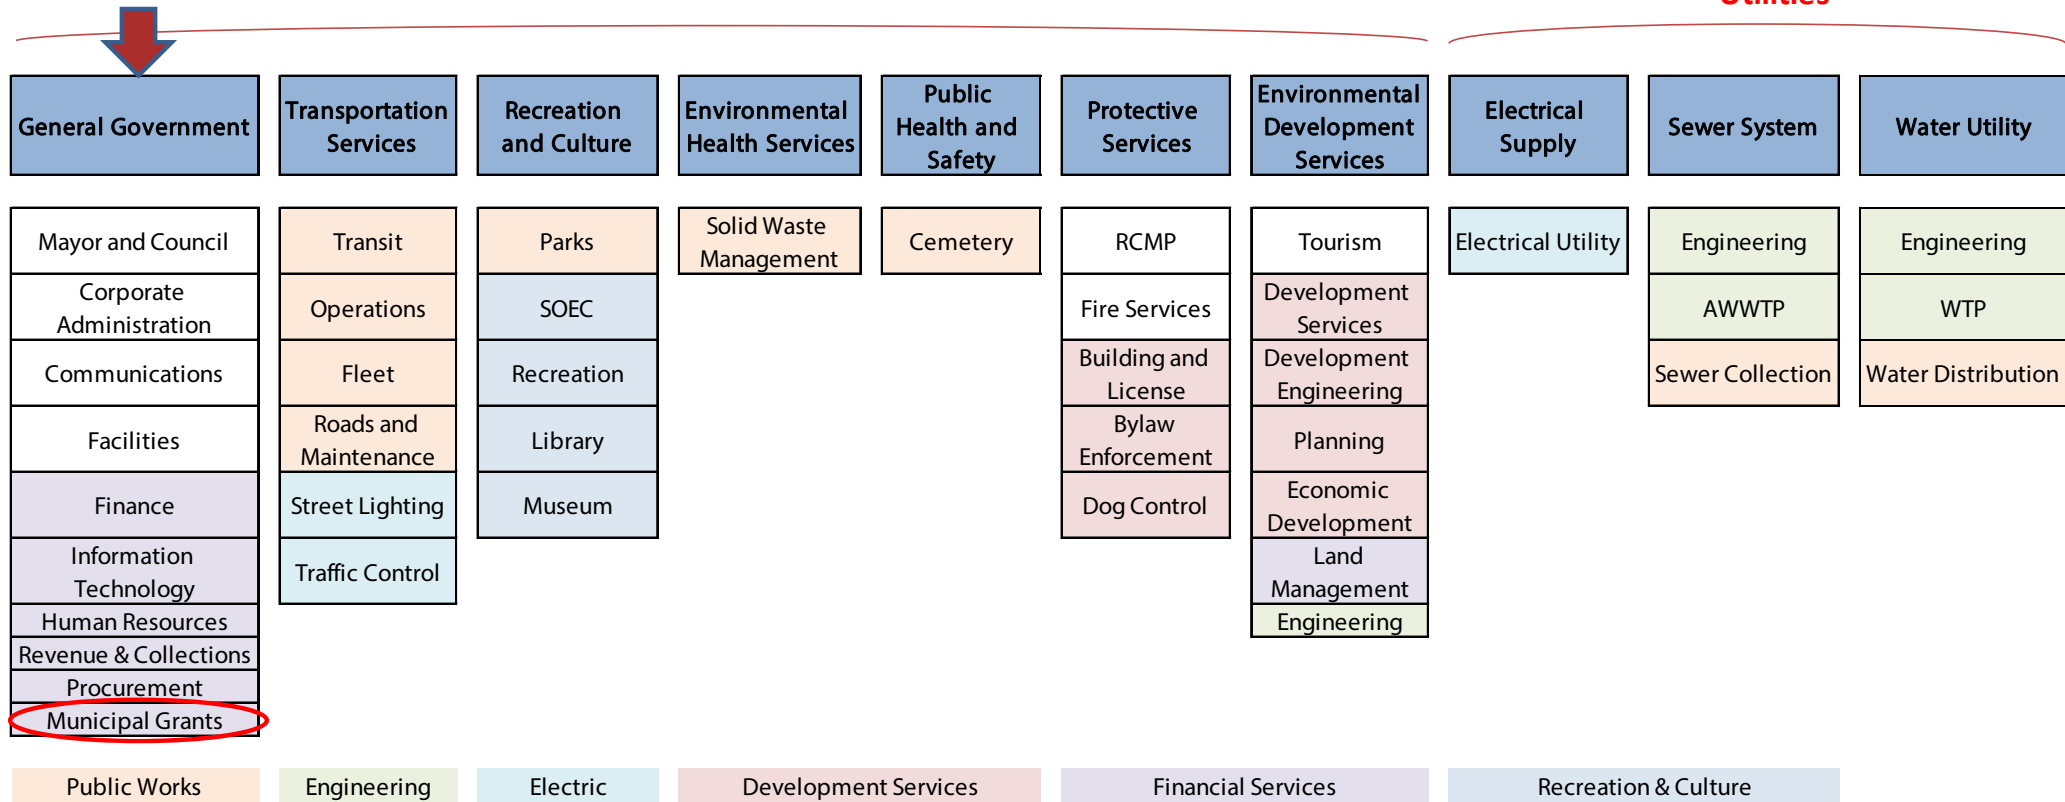 Utilities
General Government
Transportation
Services
Recreation
and Culture
Environmental
Health Services
Public
Health and
Safety
Protective
Services
Environmental
Development
Services
Electrical
Supply
Sewer System
Water Utility
Mayor and Council
Corporate
Administration
Communications
Facilities
Finance
Information
Technology
Human Resources
Revenue & Collections
Procurement
Municipal Grants
Transit
Operations
Fleet
Roads and
Maintenance
Street Lighting
Traffic Control
Parks
SOEC
Recreation
Library
Museum
Solid Waste
Management
Cemetery
RCMP
Fire Services
Building and
License
Bylaw
Enforcement
Dog Control
Tourism
Development
Services
Development
Engineering
Planning
Economic
Development
Land
Management
Engineering
Electrical Utility
Engineering
AWWTP
Sewer Collection
Engineering
WTP
Water Distribution
Public Works
Engineering
Electric
Development Services
Financial Services
Recreation & Culture